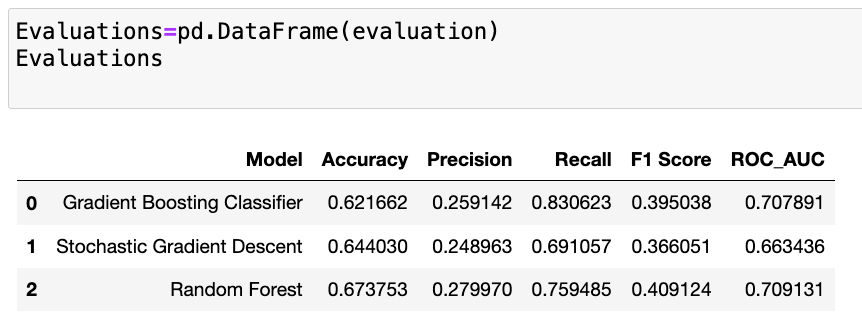 Evaluations=pd.DataFrame(evaluation)
Evaluations
Model Accuracy Precision Recall F1 Score ROC_AUC
0 Gradient Boosting Classifier 0.621662 0.259142 0.830623 0.395038 0.707891
1 Stochastic Gradient Descent 0.644030 0.248963 0.691057 0.366051 0.663436
2 Random Forest 0.673753 0.279970 0.759485 0.409124 0.709131